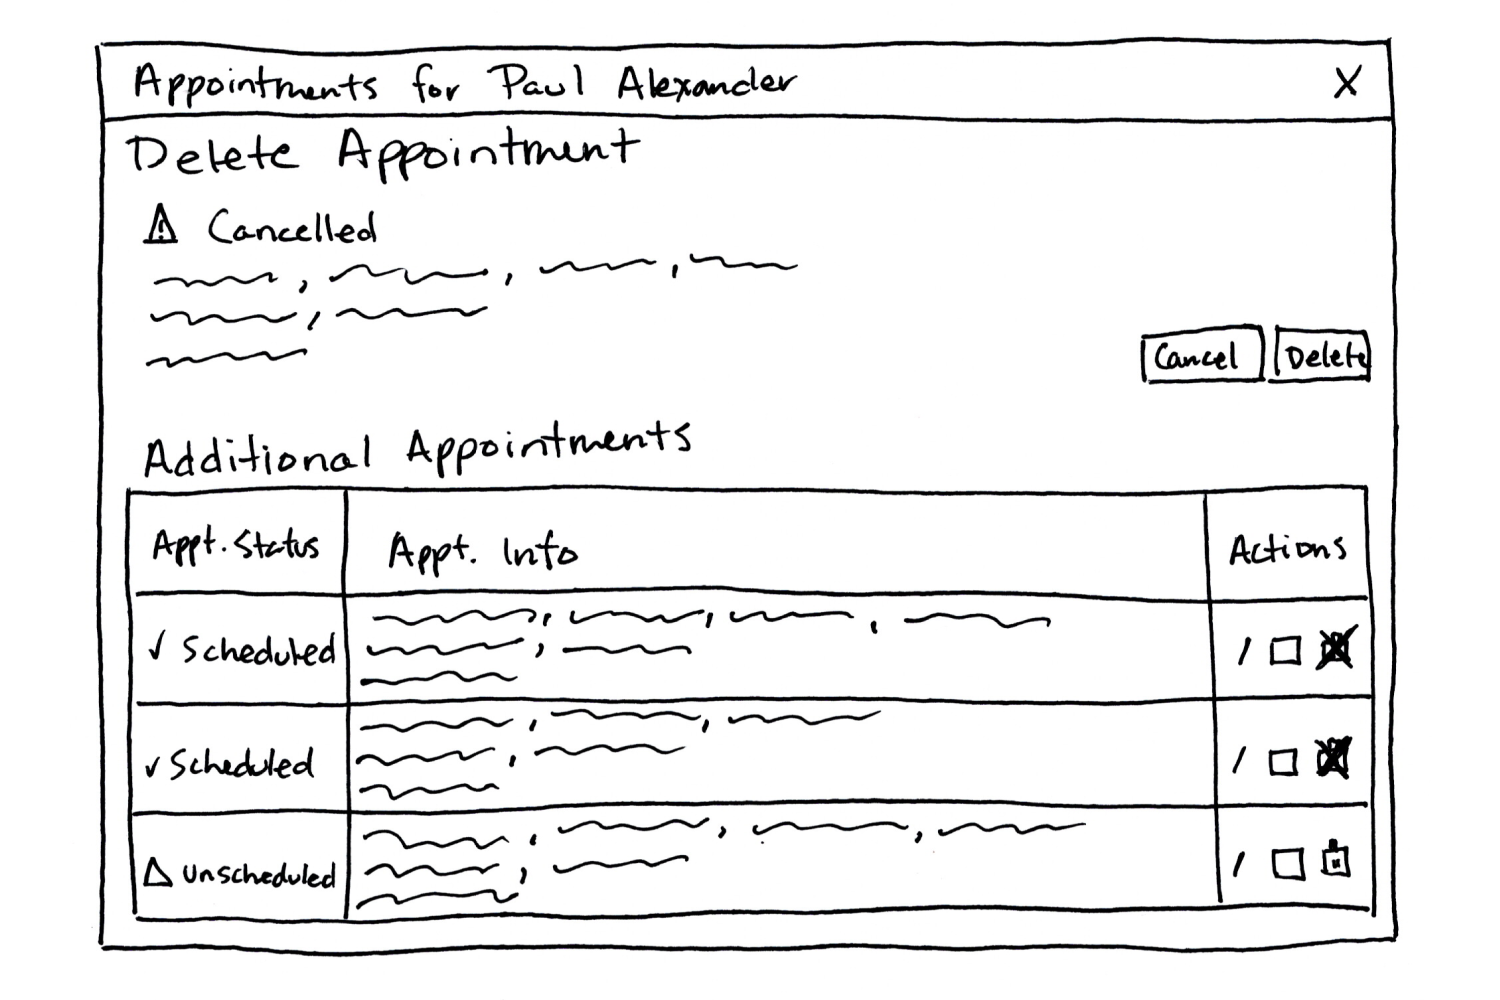 Appointments for Paul Alexander X
Delete Appointment
Cancelled
Cancel Delete
Additional Appointments
Appt. Status Appt. Info Actions
✓ Scheduled
✓ Scheduled
Unscheduled